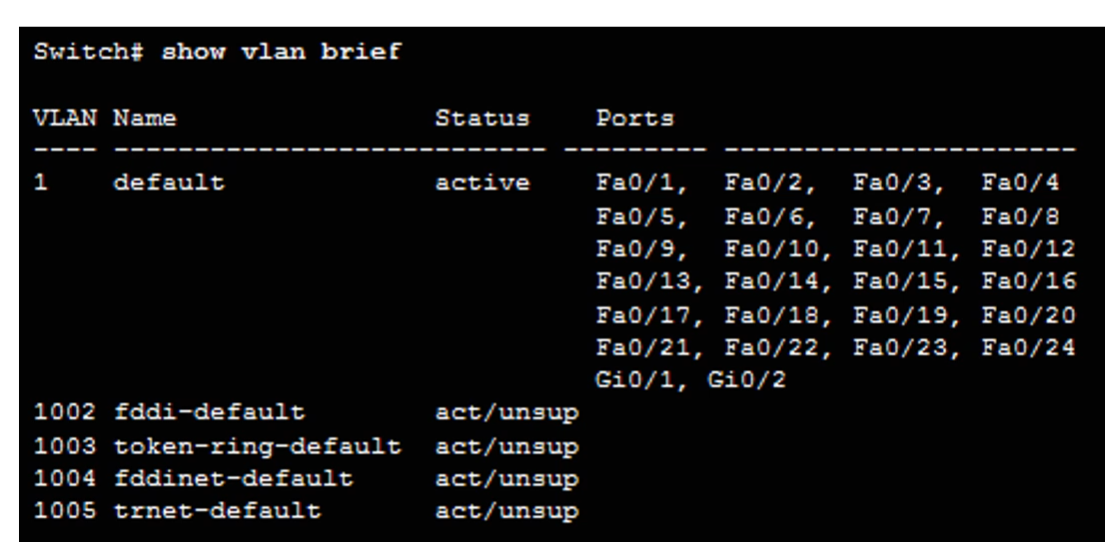 Switch# show vlan brief
VLAN Name Status Ports
---- --------------------------- --------- ----------------------
1 default active Fa0/1, Fa0/2, Fa0/3, Fa0/4
Fa0/5, Fa0/6, Fa0/7, Fa0/8
Fa0/9, Fa0/10, Fa0/11, Fa0/12
Fa0/13, Fa0/14, Fa0/15, Fa0/16
Fa0/17, Fa0/18, Fa0/19, Fa0/20
Fa0/21, Fa0/22, Fa0/23, Fa0/24
Gi0/1, Gi0/2
1002 fddi-default act/unsup
1003 token-ring-default act/unsup
1004 fddinet-default act/unsup
1005 trnet-default act/unsup